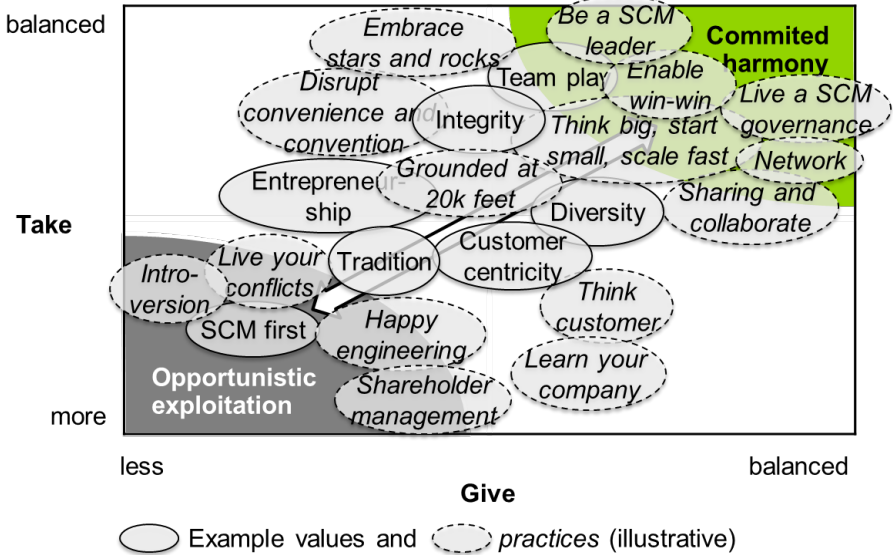 balanced
Embrace
stars and rocks
Be a SCM
leader
Commited
harmony
Team play
Enable
win-win
Disrupt
convenience and
convention
Integrity
Think big, start
small, scale fast
Live a SCM
governance
Network
Entrepreneur-
ship
Grounded at
20k feet
Diversity
Sharing and
collaborate
Take
Intro-
version
Live your
conflicts
Tradition
Customer
centricity
SCM first
Happy
engineering
Think
customer
Opportunistic
exploitation
Shareholder
management
Learn your
company
more
less
balanced
Give
Example values and practices (illustrative)